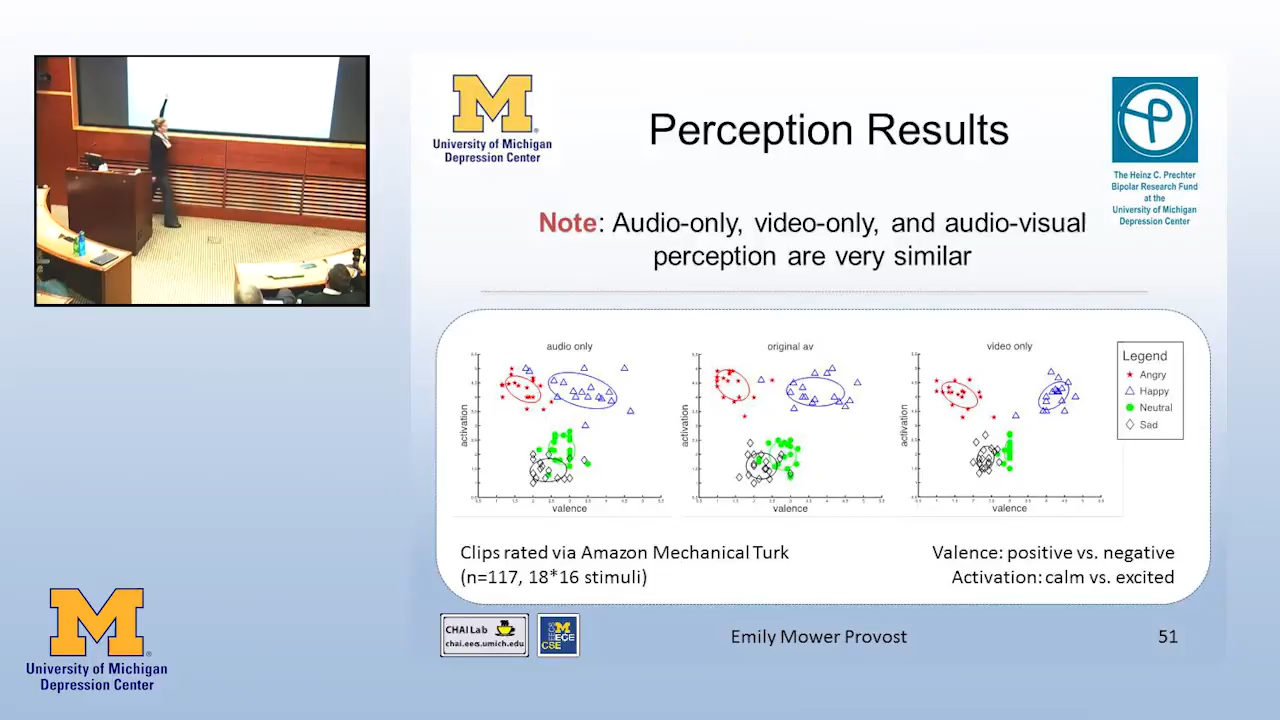 M
University of Michigan
Depression Center
Perception Results
The Heinz C. Prechter
Bipolar Research Fund
at the
University of Michigan
Depression Center
Note: Audio-only, video-only, and audio-visual
perception are very similar
audio only
original av
video only
activation
activation
activation
valence
valence
valence
Legend
Angry
Happy
Neutral
Sad
Clips rated via Amazon Mechanical Turk
(n=117, 18*16 stimuli)
Valence: positive vs. negative
Activation: calm vs. excited
CHAI Lab
chai.eecs.umich.edu
M
EECS
ECE
CSE
Emily Mower Provost
51
M
University of Michigan
Depression Center